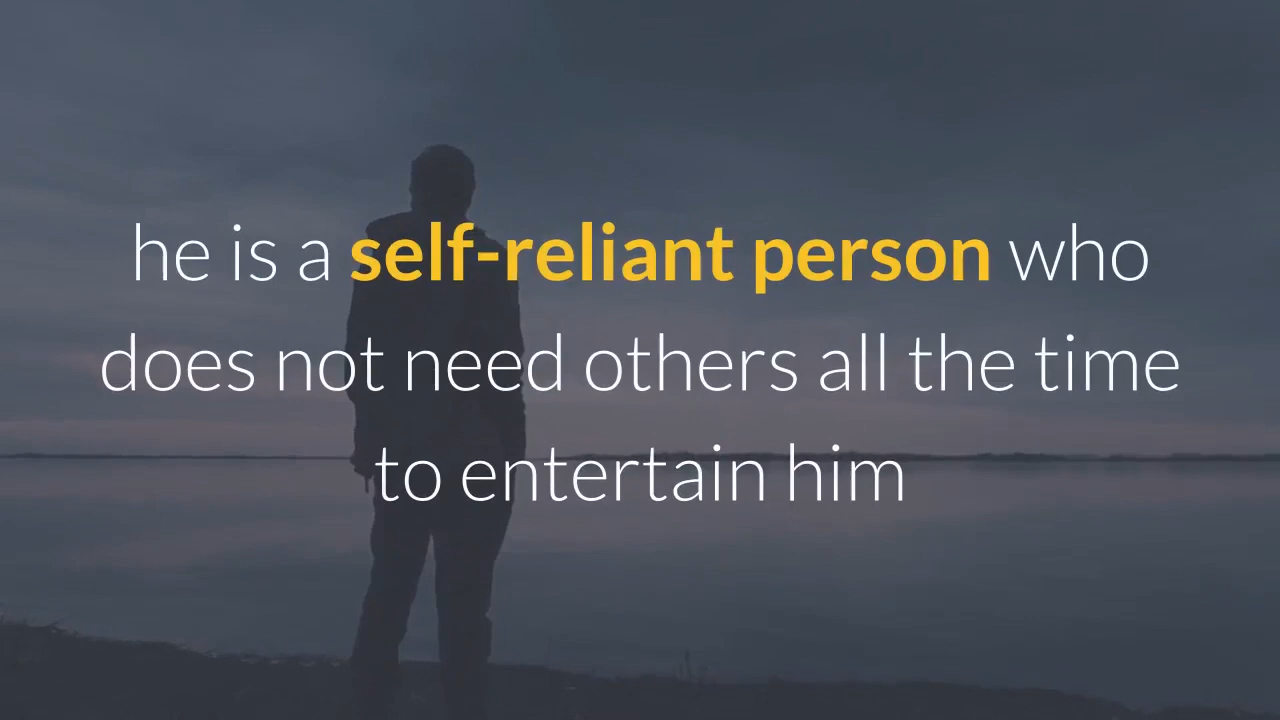 he is a self-reliant person who
does not need others all the time
to entertain him